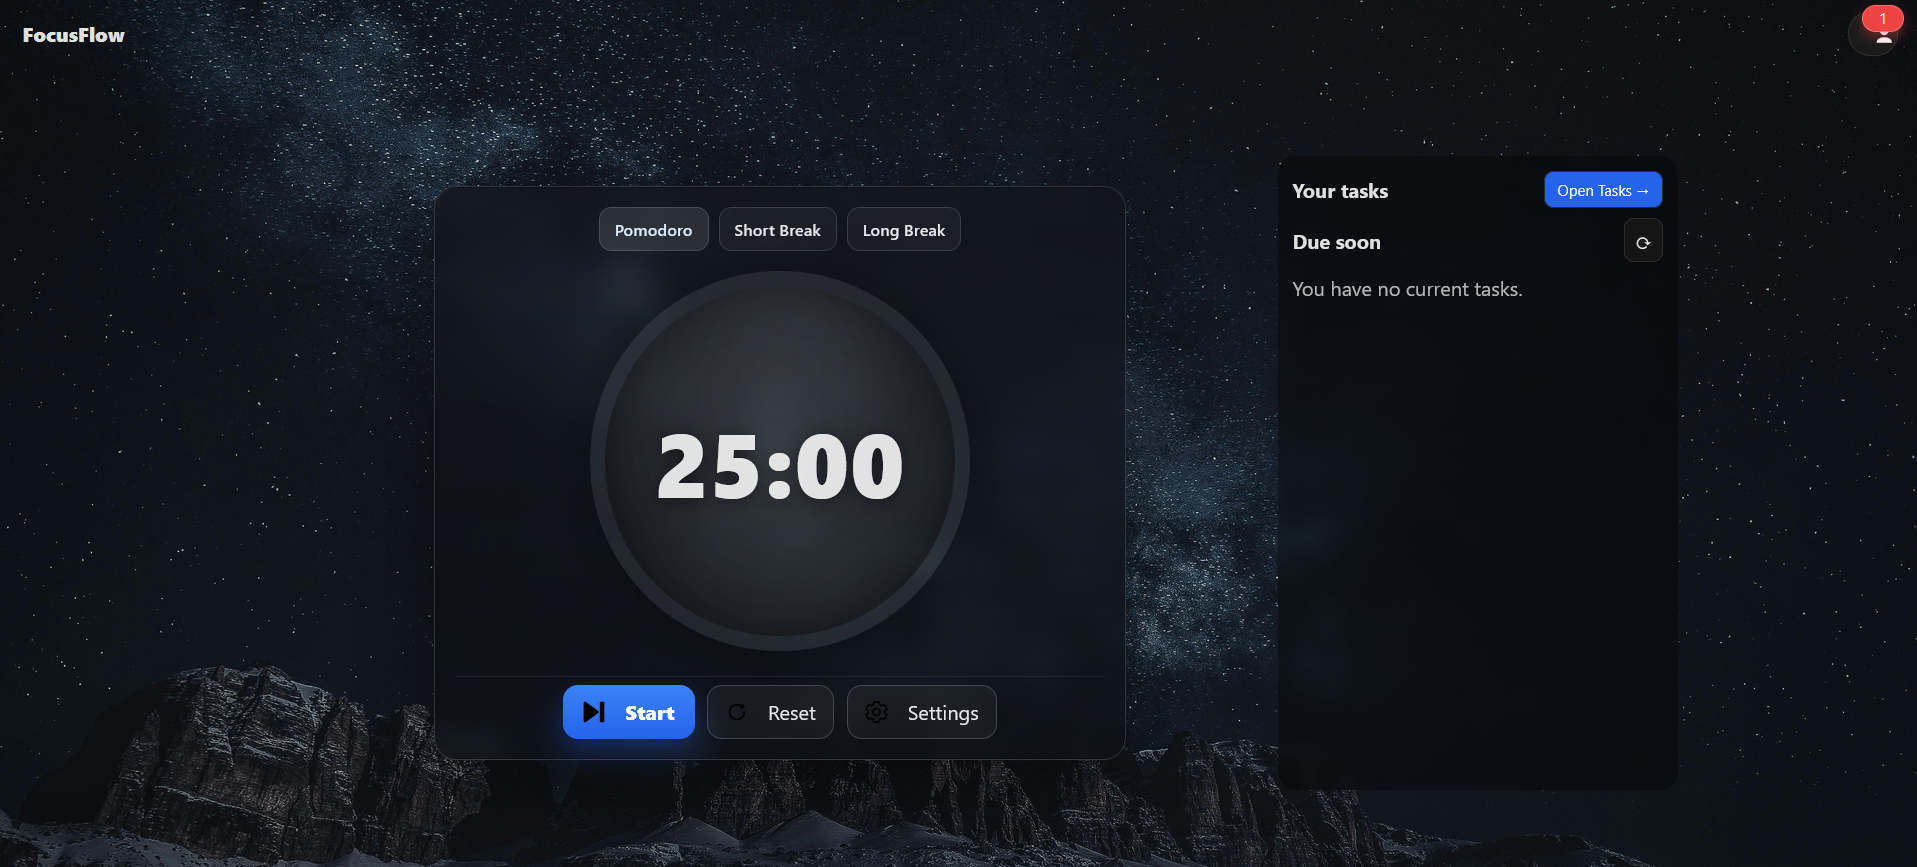 FocusFlow
1
Pomodoro Short Break Long Break
25:00
Start Reset Settings
Your tasks
Open Tasks →
Due soon
You have no current tasks.